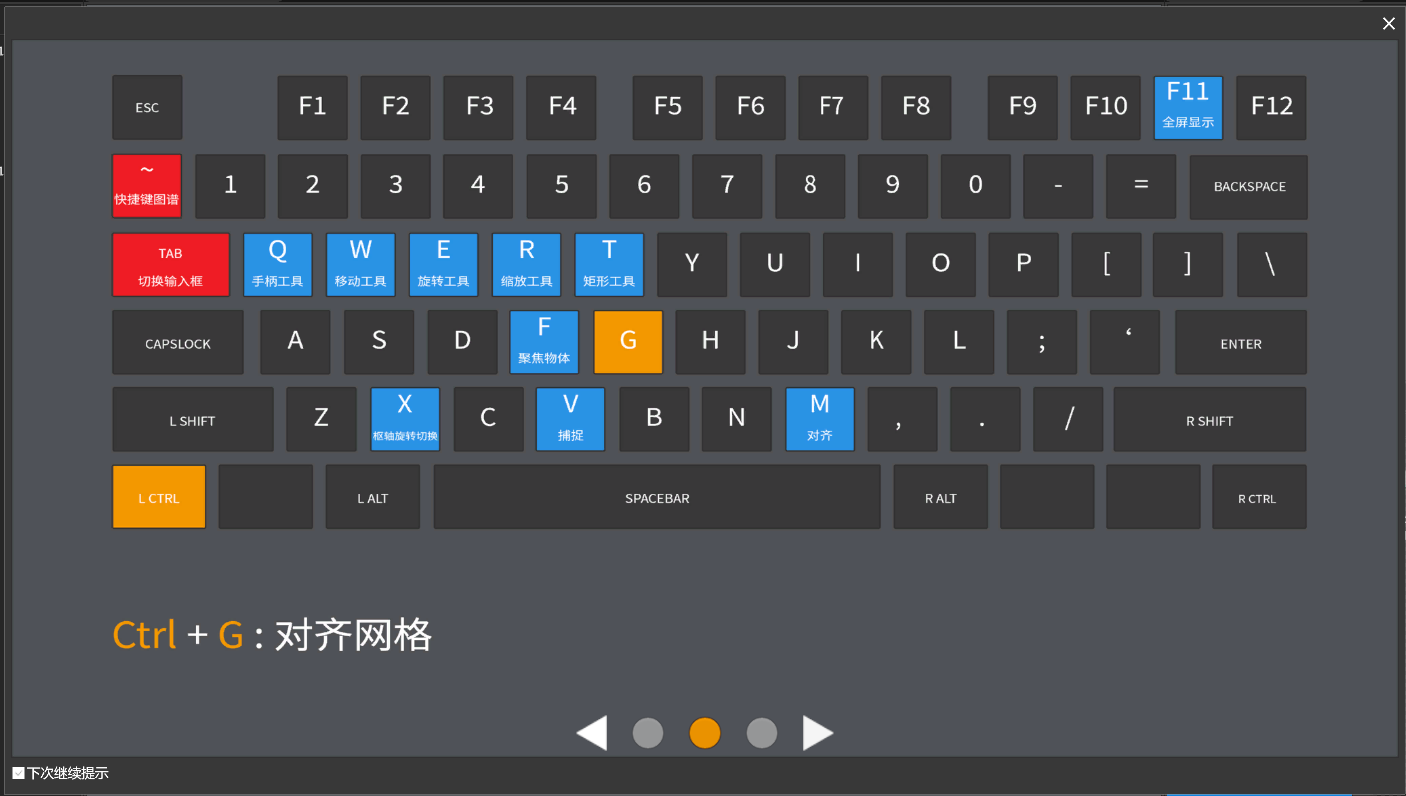 ESC F1 F2 F3 F4 F5 F6 F7 F8 F9 F10 F11 F12
全屏显示
~ 1 2 3 4 5 6 7 8 9 0 - = BACKSPACE
快捷键图谱
TAB Q W E R T Y U I O P [ ] \
切换输入框 手柄工具 移动工具 旋转工具 缩放工具 矩形工具
CAPSLOCK A S D F G H J K L ; ‘ ENTER
聚焦物体
L SHIFT Z X C V B N M , . / R SHIFT
枢轴旋转切换 捕捉 对齐
L CTRL L ALT SPACEBAR R ALT R CTRL
Ctrl + G : 对齐网格
下次继续提示